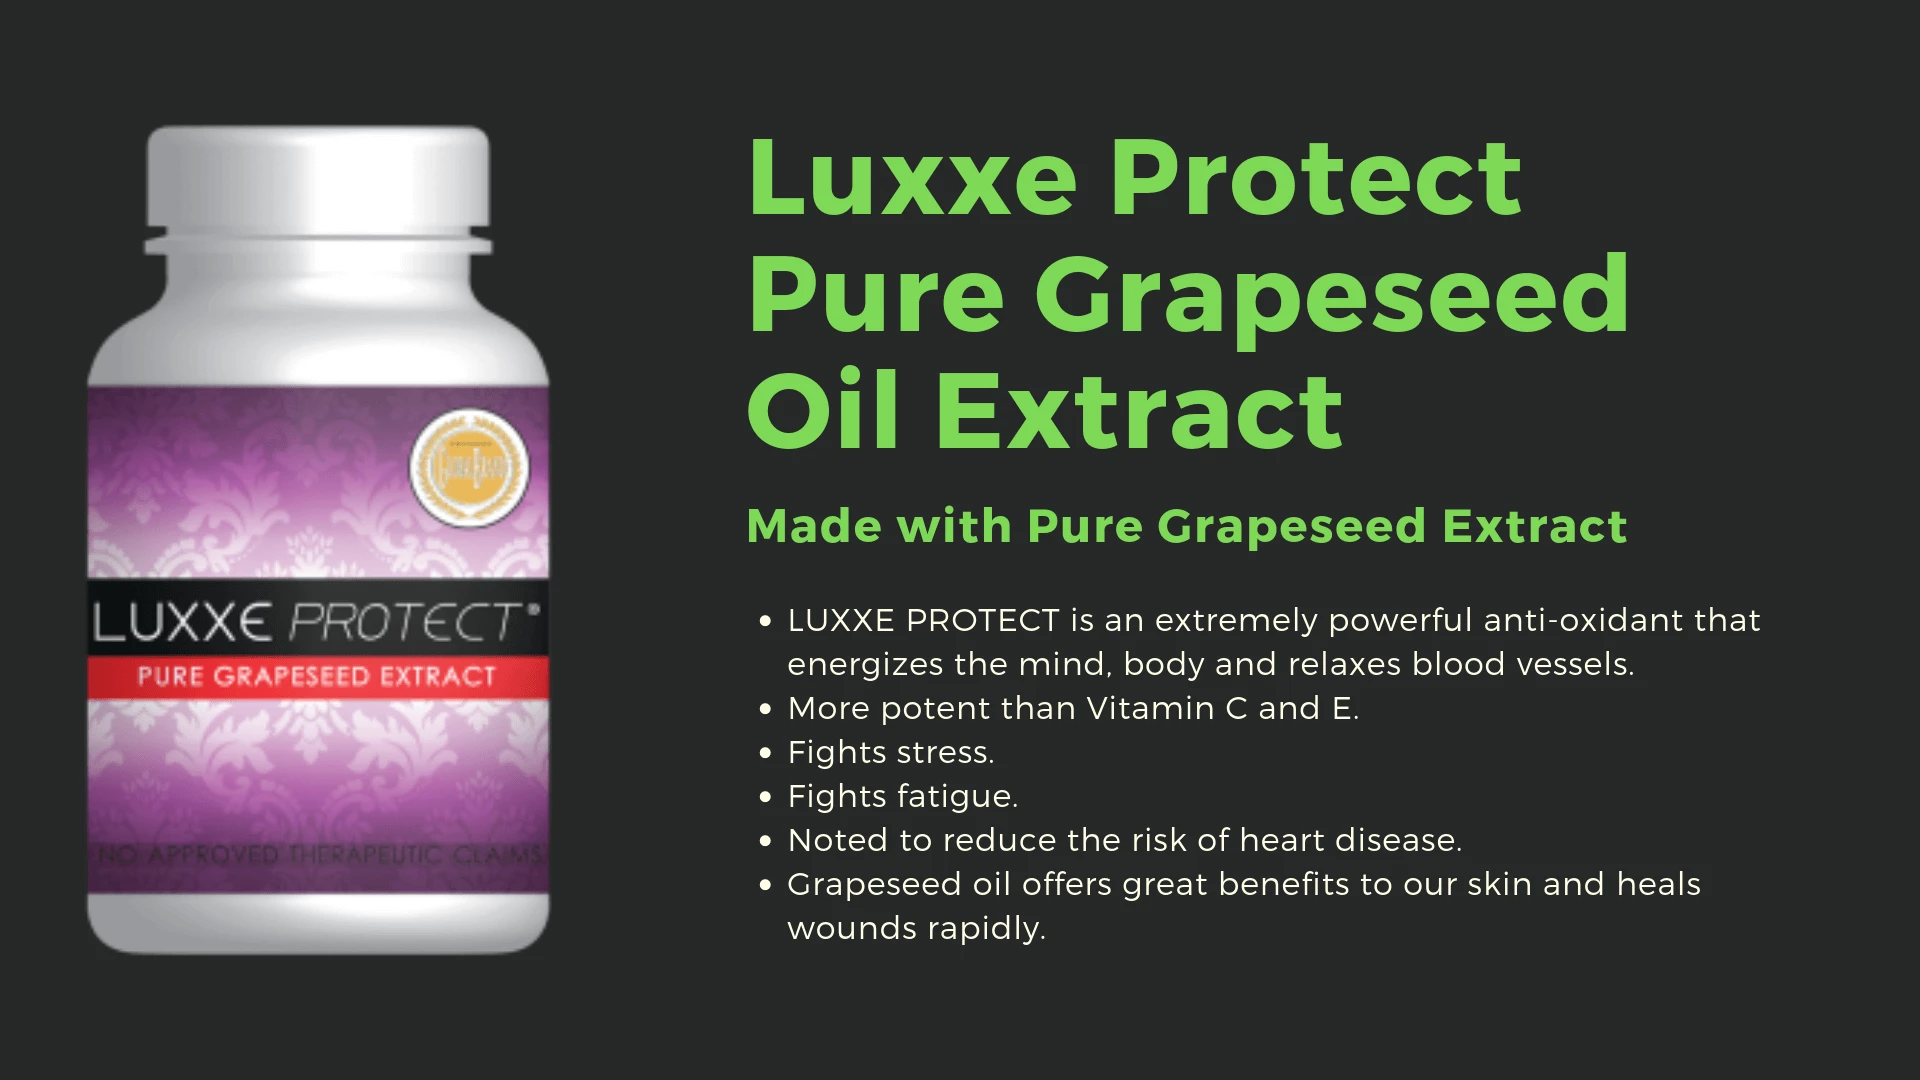 Luxxe Protect
Pure Grapeseed
Oil Extract
Made with Pure Grapeseed Extract
• LUXXE PROTECT is an extremely powerful anti-oxidant that
energizes the mind, body and relaxes blood vessels.
• More potent than Vitamin C and E.
• Fights stress.
• Fights fatigue.
• Noted to reduce the risk of heart disease.
• Grapeseed oil offers great benefits to our skin and heals
wounds rapidly.
LUXXE PROTECT®
PURE GRAPESEED EXTRACT
NO APPROVED THERAPEUTIC CLAIMS